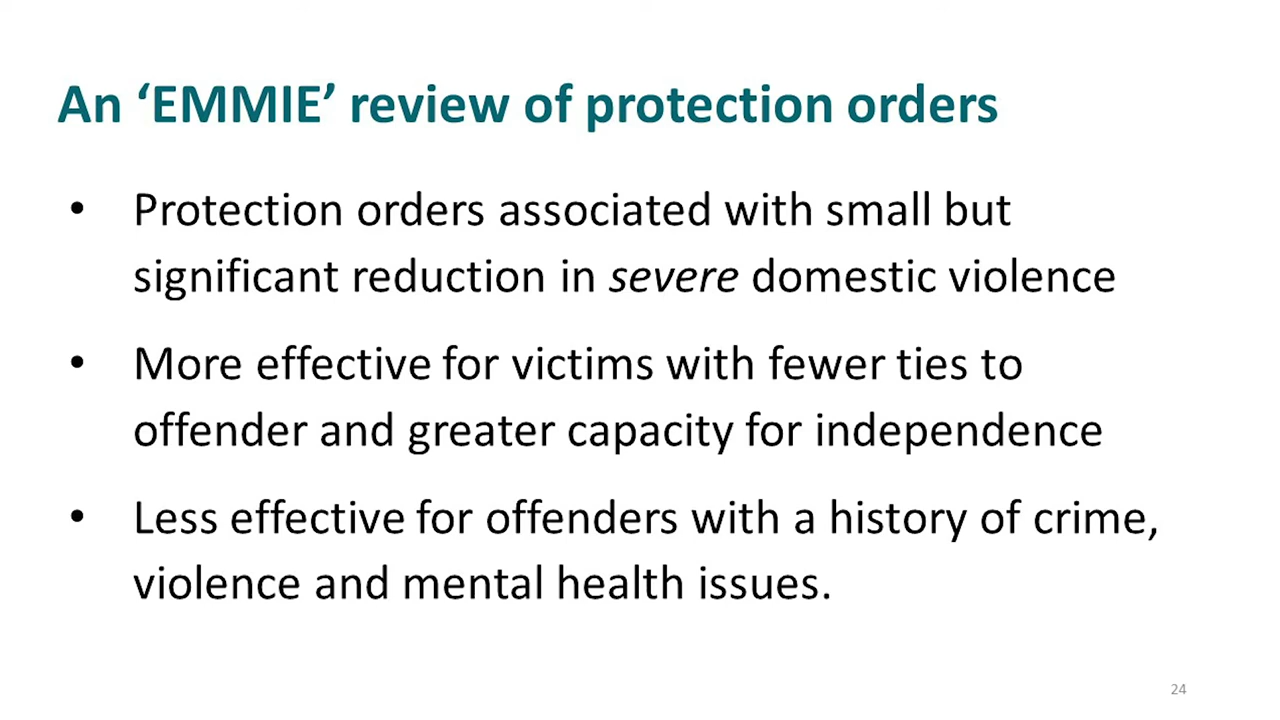 An ‘EMMIE’ review of protection orders
• Protection orders associated with small but
significant reduction in severe domestic violence
• More effective for victims with fewer ties to
offender and greater capacity for independence
• Less effective for offenders with a history of crime,
violence and mental health issues.
24